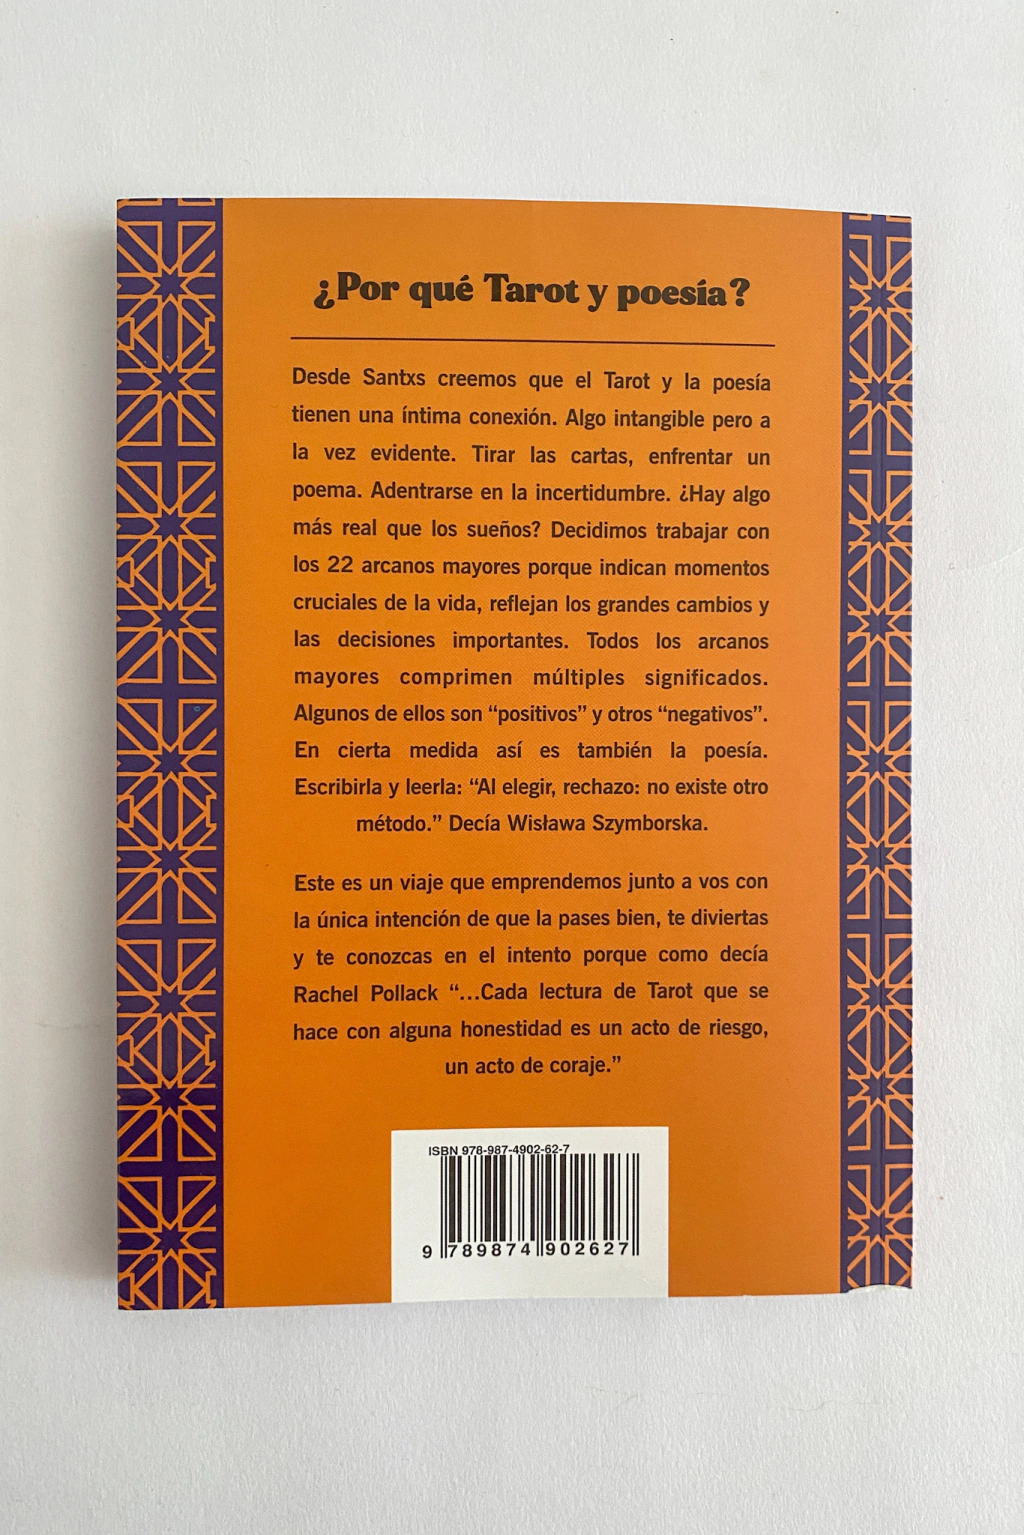 ¿Por qué Tarot y poesía?
Desde Santxs creemos que el Tarot y la poesía
tienen una íntima conexión. Algo intangible pero a
la vez evidente. Tirar las cartas, enfrentar un
poema. Adentrarse en la incertidumbre. ¿Hay algo
más real que los sueños? Decidimos trabajar con
los 22 arcanos mayores porque indican momentos
cruciales de la vida, reflejan los grandes cambios y
las decisiones importantes. Todos los arcanos
mayores comprimen múltiples significados.
Algunos de ellos son “positivos” y otros “negativos”.
En cierta medida así es también la poesía.
Escribirla y leerla: “Al elegir, rechazo: no existe otro
método.” Decía Wisława Szymborska.
Este es un viaje que emprendemos junto a vos con
la única intención de que la pases bien, te diviertas
y te conozcas en el intento porque como decía
Rachel Pollack “...Cada lectura de Tarot que se
hace con alguna honestidad es un acto de riesgo,
un acto de coraje.”
ISBN 978-987-4902-62-7
9 789874 902627